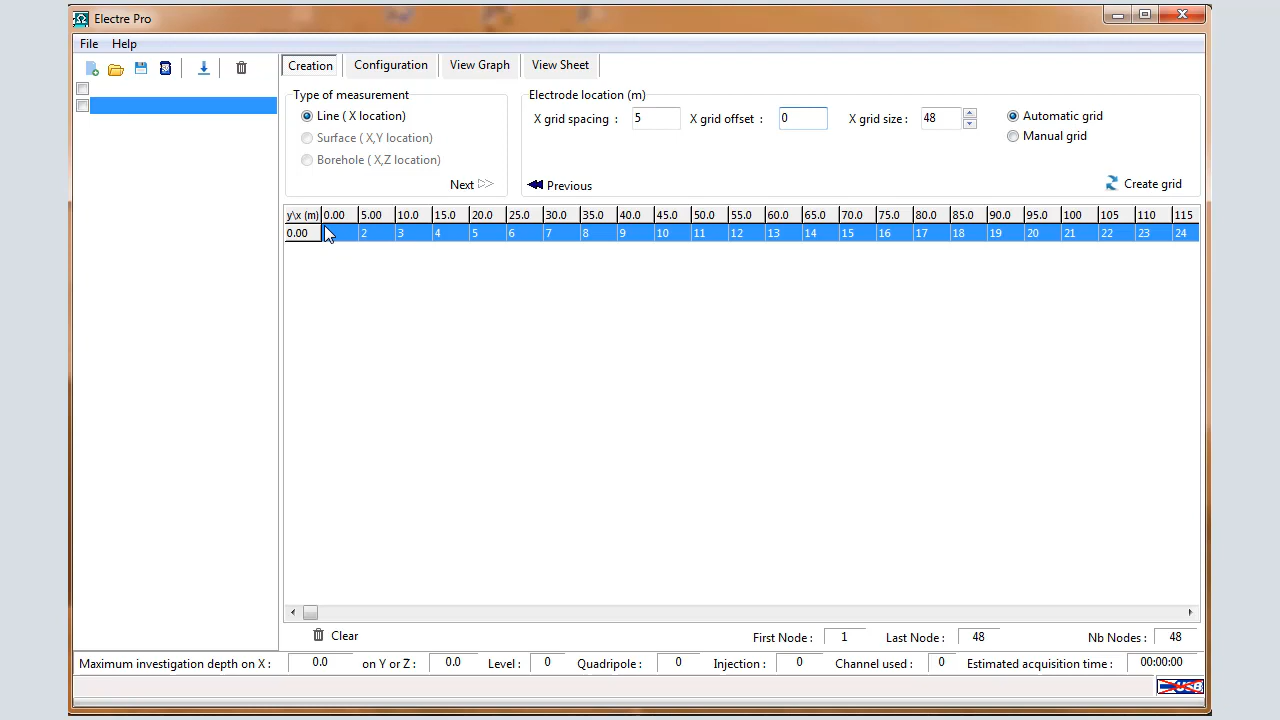 Electre Pro
File Help
Creation Configuration View Graph View Sheet
Type of measurement
Line ( X location)
Surface ( X,Y location)
Borehole ( X,Z location)
Next
Electrode location (m)
X grid spacing : 5 X grid offset : 0 X grid size : 48
Automatic grid
Manual grid
Previous
Create grid
y\x (m) 0.00 5.00 10.0 15.0 20.0 25.0 30.0 35.0 40.0 45.0 50.0 55.0 60.0 65.0 70.0 75.0 80.0 85.0 90.0 95.0 100 105 110 115
0.00 2 3 4 5 6 7 8 9 10 11 12 13 14 15 16 17 18 19 20 21 22 23 24
Clear
First Node : 1 Last Node : 48 Nb Nodes : 48
Maximum investigation depth on X : 0.0 on Y or Z : 0.0 Level : 0 Quadripole : 0 Injection : 0 Channel used : 0 Estimated acquisition time : 00:00:00
USB